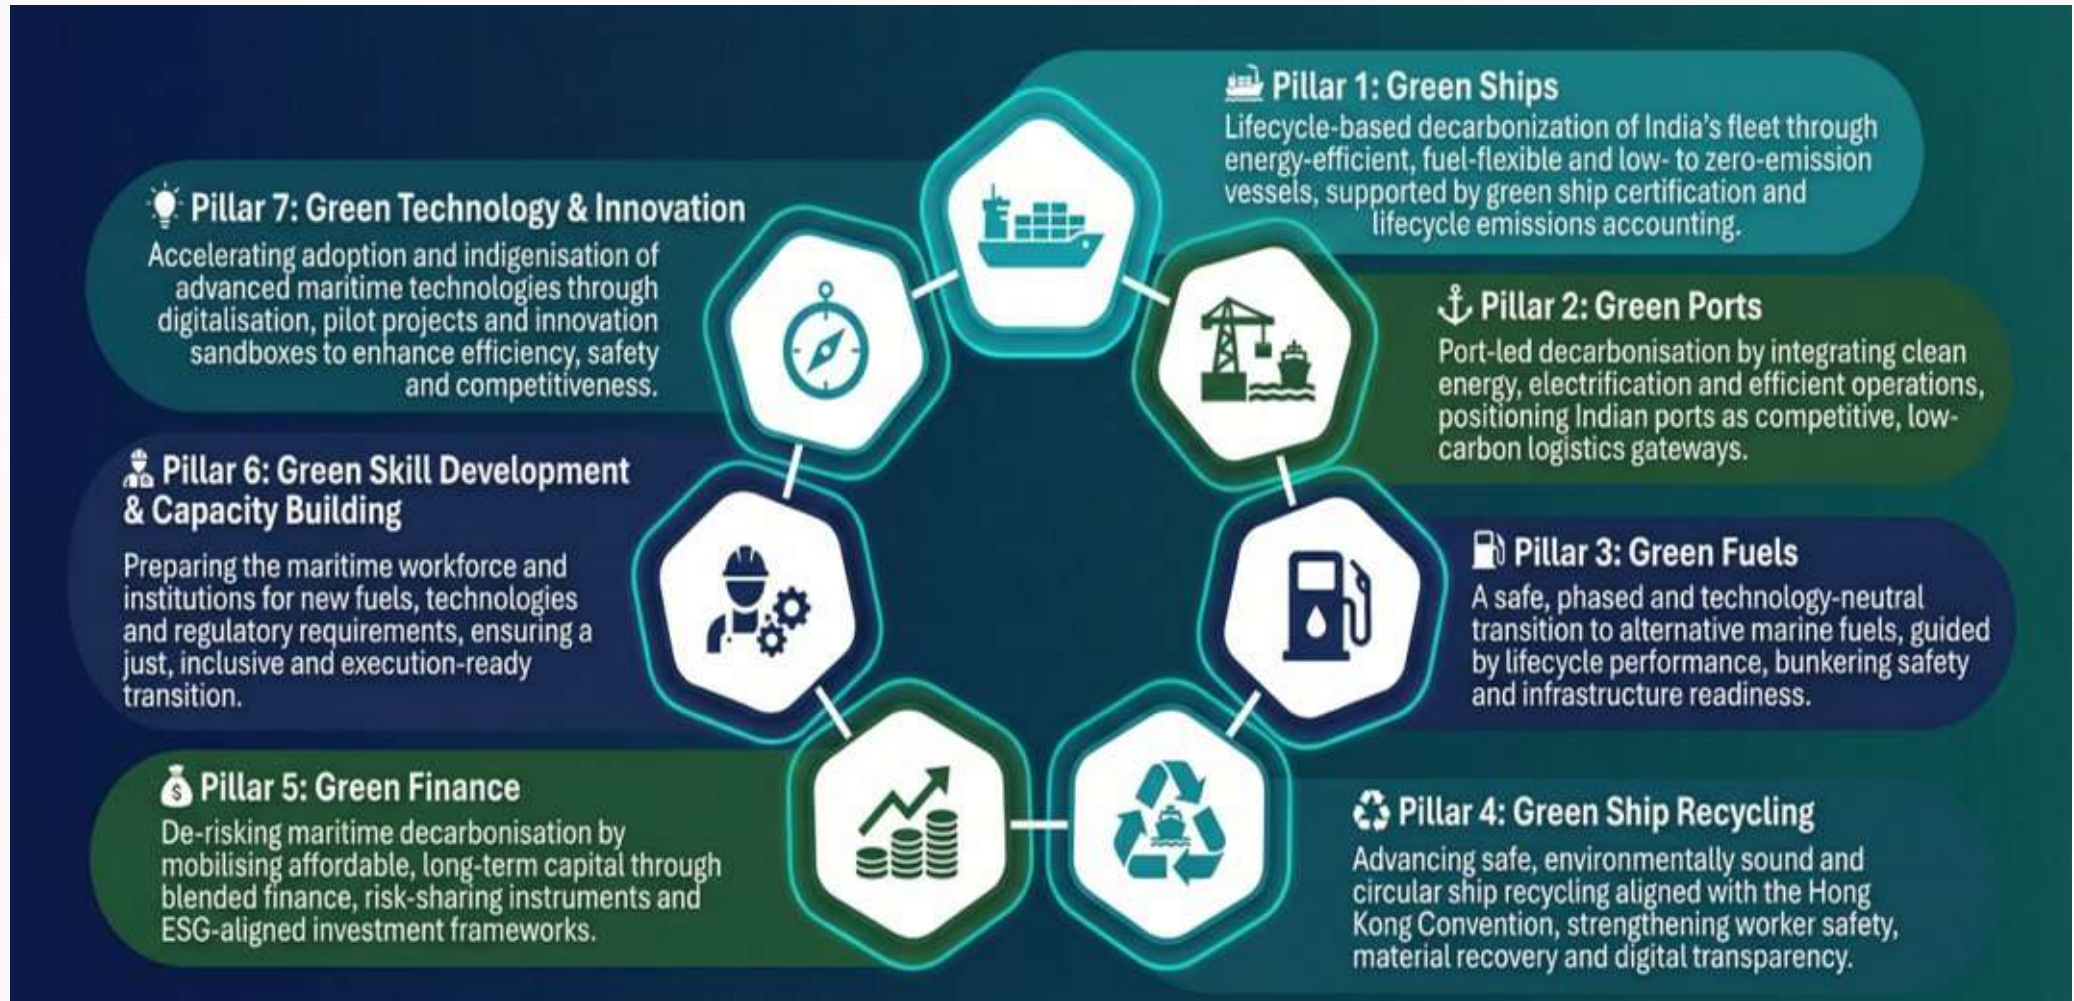 Pillar 1: Green Ships
Lifecycle-based decarbonization of India's fleet through
energy-efficient, fuel-flexible and low- to zero-emission
vessels, supported by green ship certification and
lifecycle emissions accounting.
Pillar 2: Green Ports
Port-led decarbonisation by integrating clean
energy, electrification and efficient operations,
positioning Indian ports as competitive, low-
carbon logistics gateways.
Pillar 3: Green Fuels
A safe, phased and technology-neutral
transition to alternative marine fuels, guided
by lifecycle performance, bunkering safety
and infrastructure readiness.
Pillar 4: Green Ship Recycling
Advancing safe, environmentally sound and
circular ship recycling aligned with the Hong
Kong Convention, strengthening worker safety,
material recovery and digital transparency.
$ Pillar 5: Green Finance
De-risking maritime decarbonisation by
mobilising affordable, long-term capital through
blended finance, risk-sharing instruments and
ESG-aligned investment frameworks.
Pillar 6: Green Skill Development
& Capacity Building
Preparing the maritime workforce and
institutions for new fuels, technologies
and regulatory requirements, ensuring a
just, inclusive and execution-ready
transition.
Pillar 7: Green Technology & Innovation
Accelerating adoption and indigenisation of
advanced maritime technologies through
digitalisation, pilot projects and innovation
sandboxes to enhance efficiency, safety
and competitiveness.